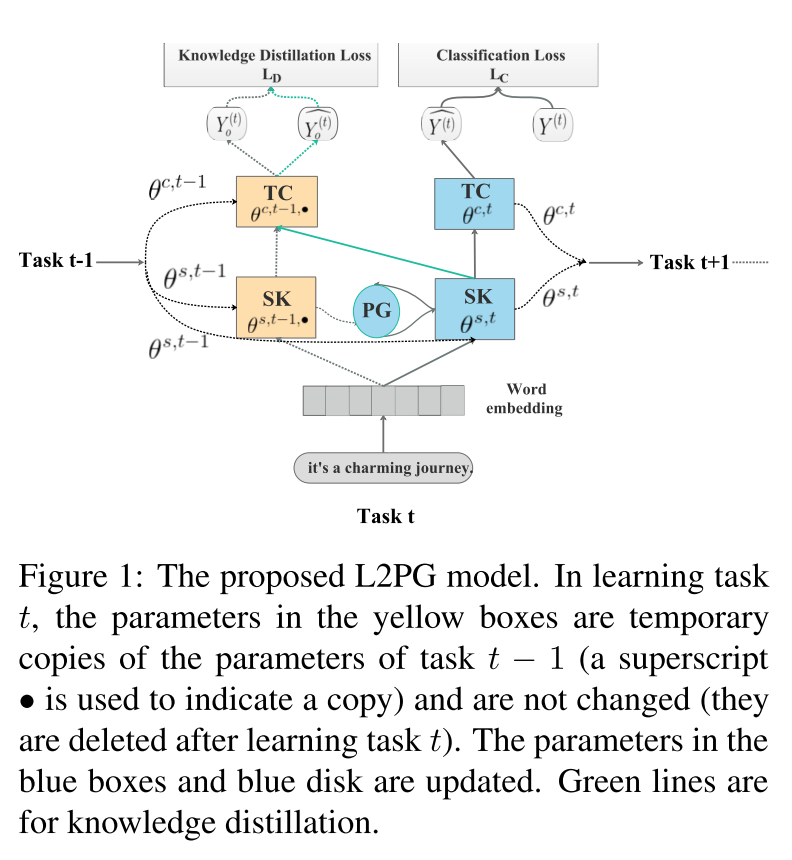 Knowledge Distillation Loss
L_D
Classification Loss
L_C
Y_o^(t)
\widehat{Y_o^(t)}
\widehat{Y^(t)}
Y^(t)
θ^{c,t−1}
TC
θ^{c,t−1,•}
TC
θ^{c,t}
θ^{c,t}
Task t-1
Task t+1
θ^{s,t−1}
SK
θ^{s,t−1,•}
PG
SK
θ^{s,t}
θ^{s,t}
θ^{s,t−1}
Word
embedding
it's a charming journey.
Task t
Figure 1: The proposed L2PG model. In learning task
t, the parameters in the yellow boxes are temporary
copies of the parameters of task t − 1 (a superscript
• is used to indicate a copy) and are not changed (they
are deleted after learning task t). The parameters in the
blue boxes and blue disk are updated. Green lines are
for knowledge distillation.